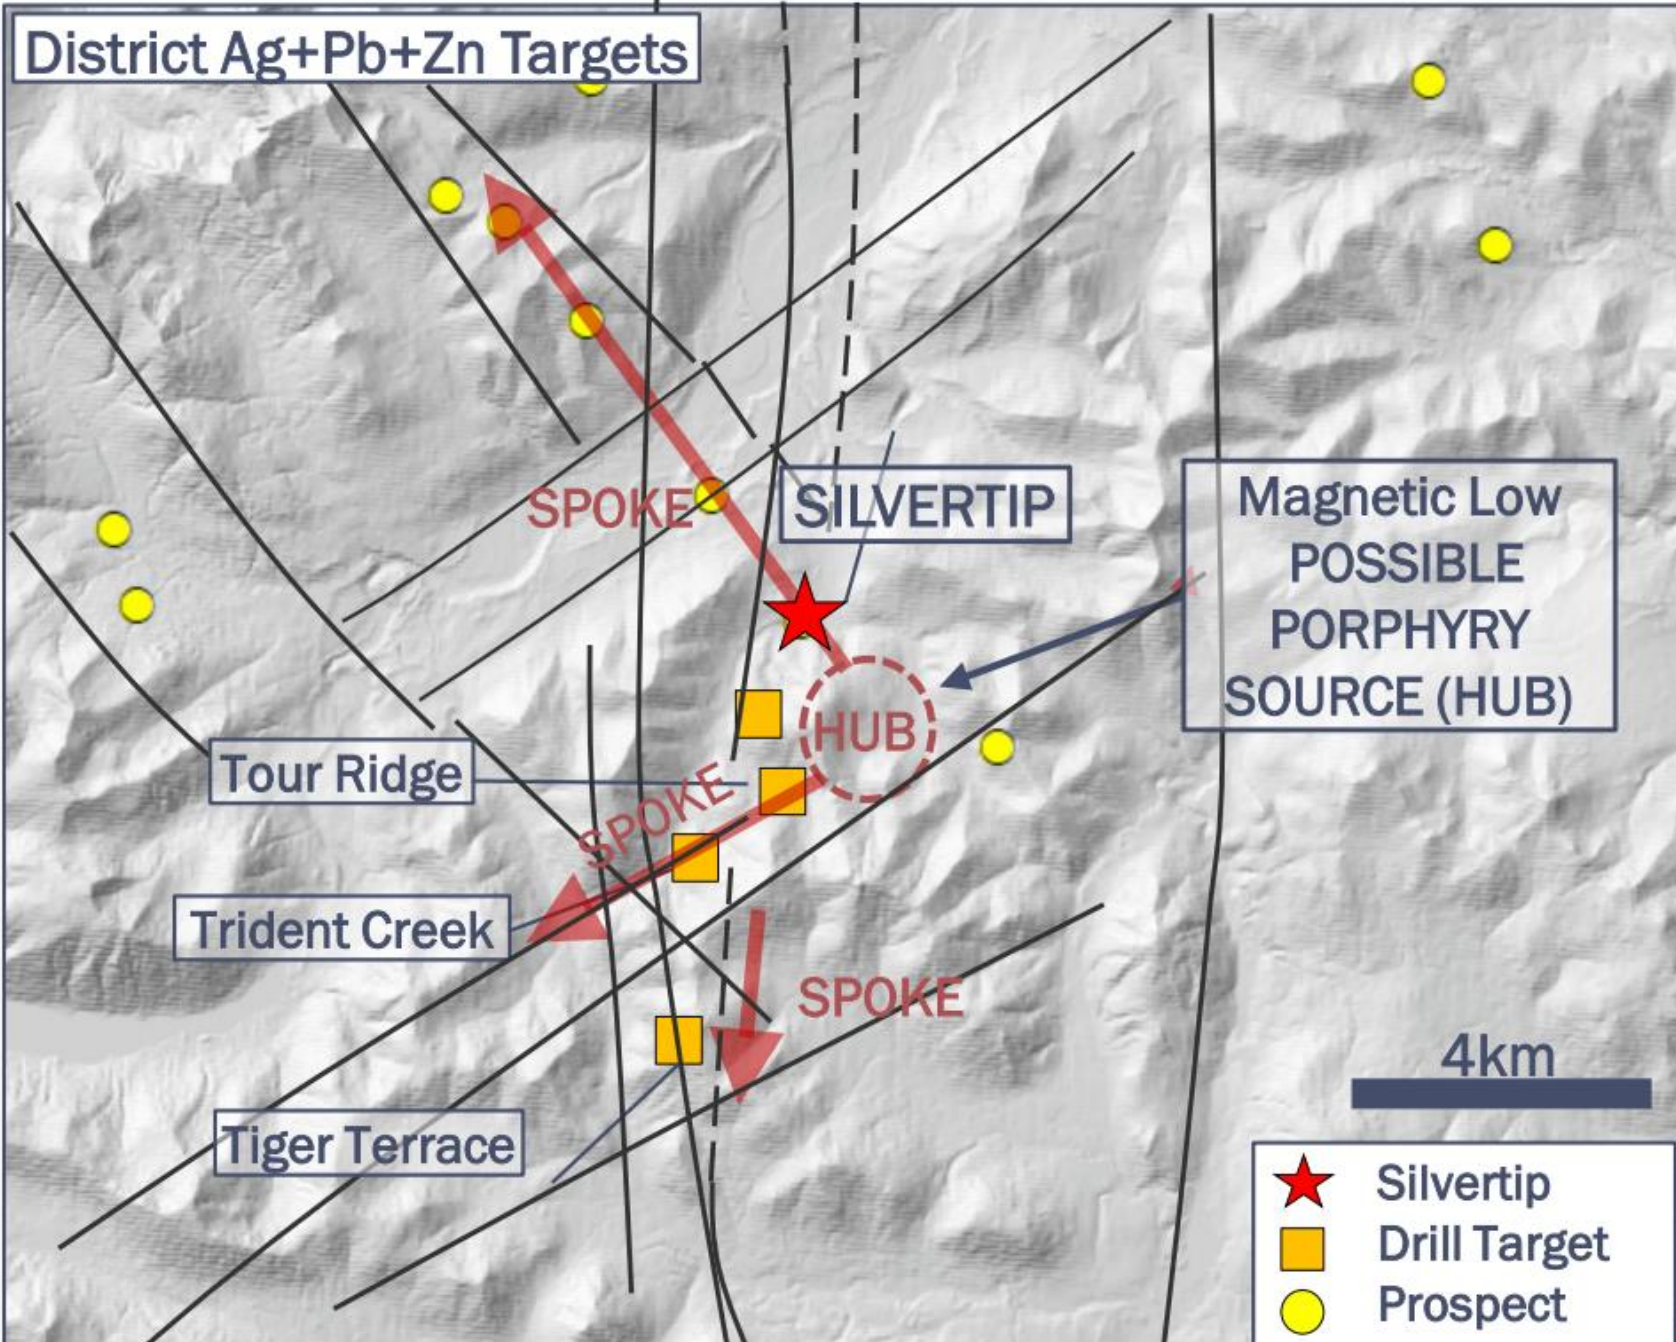 District Ag+Pb+Zn Targets
SPOKE
SILVERTIP
Magnetic Low
POSSIBLE
PORPHYRY
SOURCE (HUB)
HUB
Tour Ridge
SPOKE
Trident Creek
SPOKE
4km
Tiger Terrace
Silvertip
Drill Target
Prospect